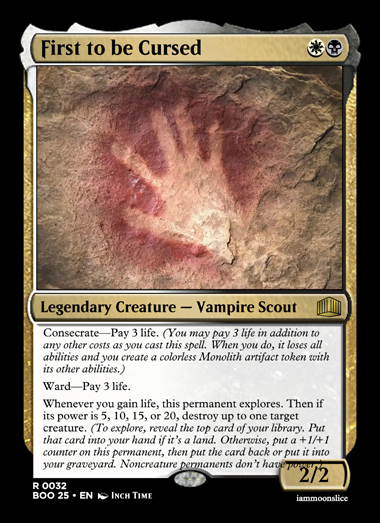 First to be Cursed
Legendary Creature — Vampire Scout
Consecrate—Pay 3 life. (You may pay 3 life in addition to
any other costs as you cast this spell. When you do, it loses all
abilities and you create a colorless Monolith artifact token with
its other abilities.)
Ward—Pay 3 life.
Whenever you gain life, this permanent explores. Then if
its power is 5, 10, 15, or 20, destroy up to one target
creature. (To explore, reveal the top card of your library. Put
that card into your hand if it's a land. Otherwise, put a +1/+1
counter on this permanent, then put the card back or put it into
your graveyard. Noncreature permanents don't have power.)
2/2
R 0032
BOO 25 • EN Inch Time
iammoonslice